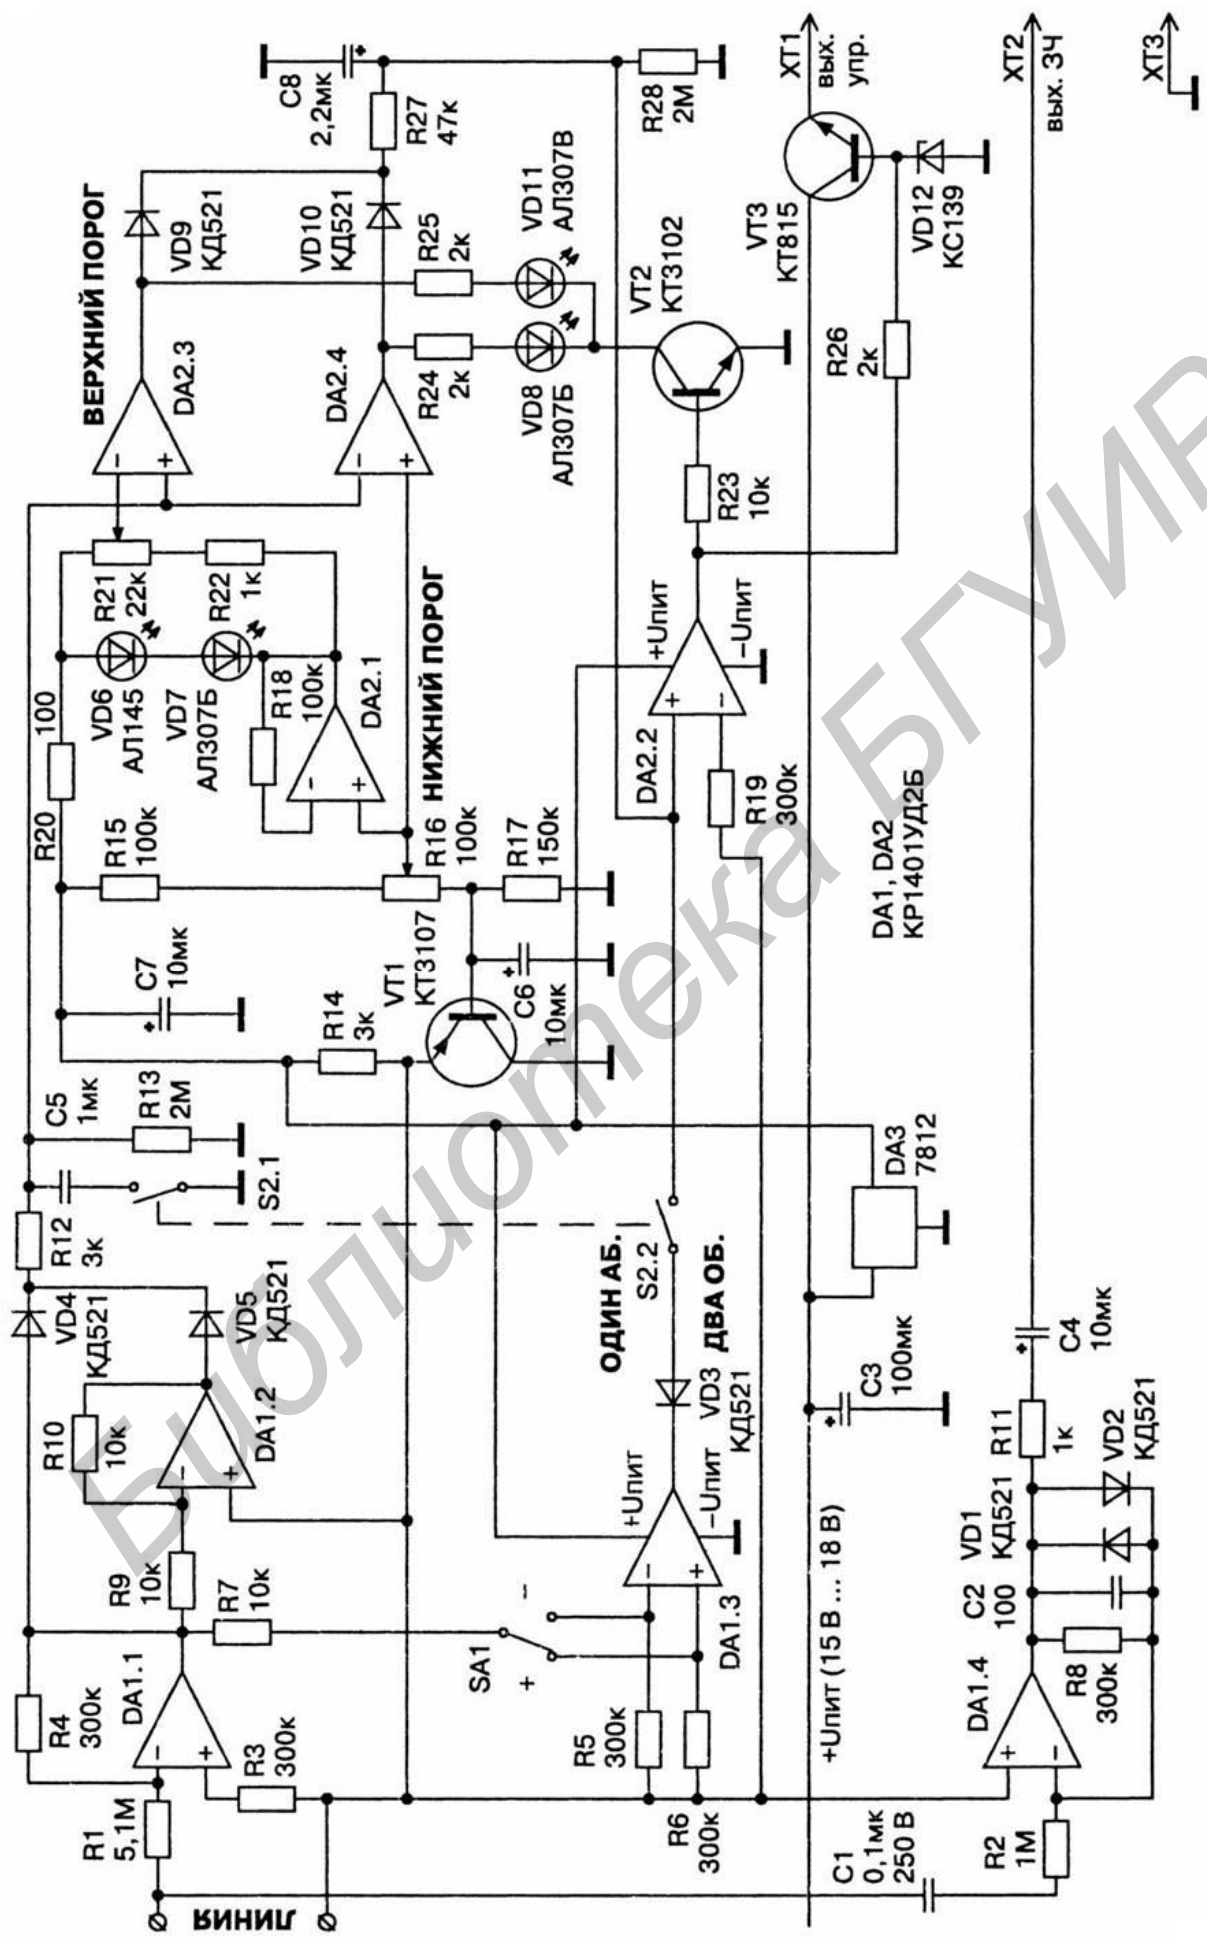 ЛИНИЯ
R1
5,1М
R4
300к
DA1.1
R3
300к
R9
10к
R7
10к
R10
10к
DA1.2
VD4
КД521
VD5
КД521
R12
3к
C5
1мк
R13
2М
S2.1
C7
10мк
R14
3к
VT1
КТ3107
C6
10мк
R15
100к
R20
100
R16
100к
R17
150к
НИЖНИЙ ПОРОГ
VD6
АЛ145
VD7
АЛ307Б
R18
100к
DA2.1
R21
22к
R22
1к
ВЕРХНИЙ ПОРОГ
DA2.3
DA2.4
VD9
КД521
VD10
КД521
R24
2к
R25
2к
VD8
АЛ307Б
VD11
АЛ307В
C8
2,2мк
R27
47к
R28
2М
VT2
КТ3102
R23
10к
DA2.2
+Uпит
−Uпит
R19
300к
R26
2к
VT3
КТ815
VD12
КС139
XT1
вых.
упр.
XT2
вых. ЗЧ
XT3
SA1
+
−
R5
300к
R6
300к
DA1.3
+Uпит
−Uпит
VD3
КД521
ОДИН АБ.
S2.2
ДВА ОБ.
DA3
7812
C3
100мк
+Uпит (15 В ... 18 В)
DA1, DA2
КР1401УД2Б
C1
0,1мк
250 В
R2
1М
DA1.4
R8
300к
C2
100
VD1
КД521
VD2
КД521
R11
1к
C4
10мк
Библиотека БГУИР